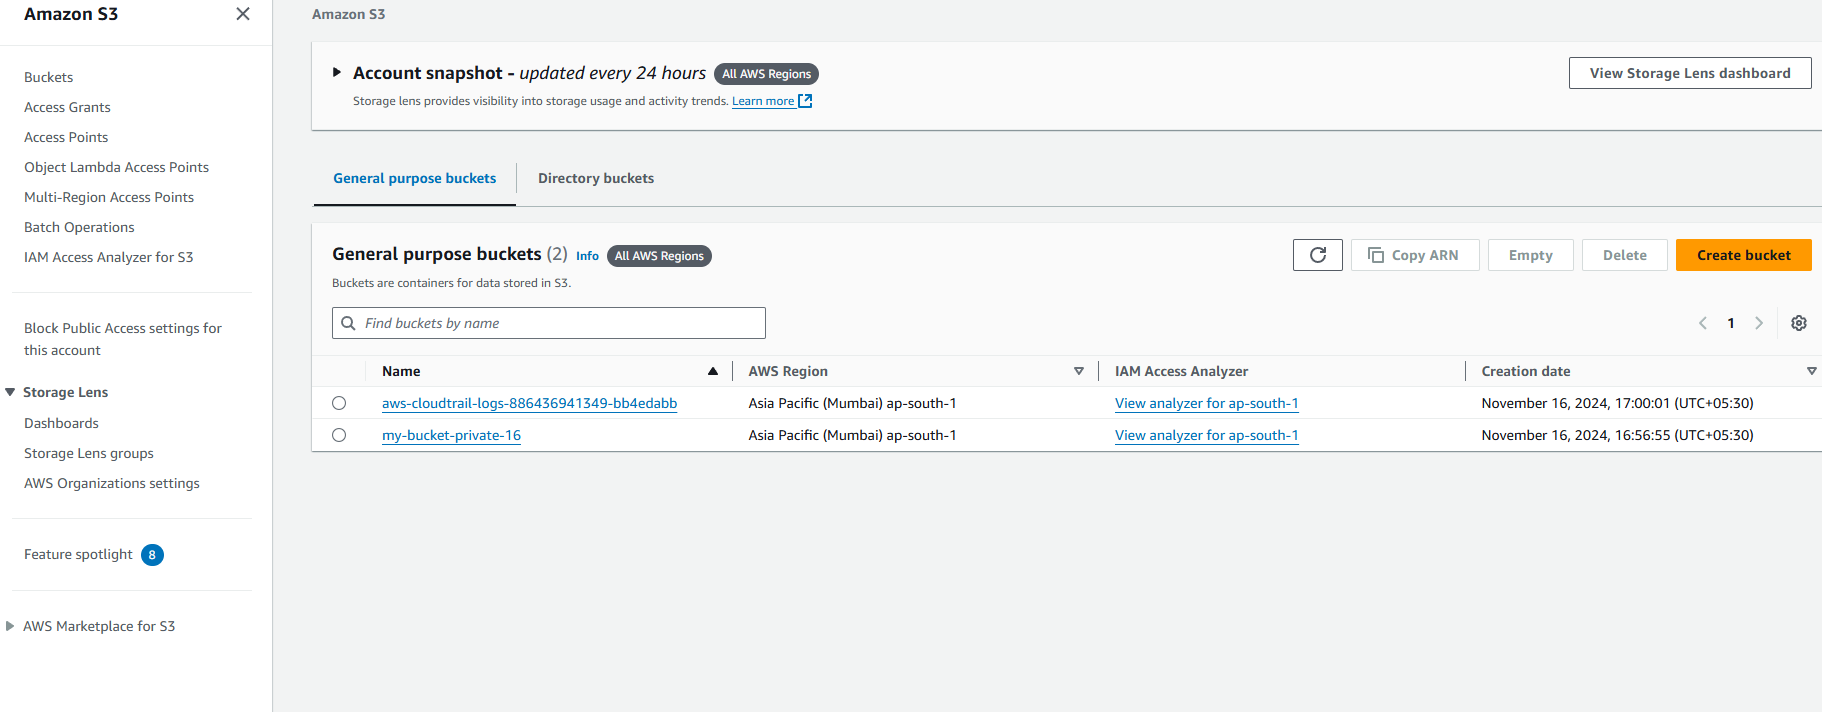 Amazon S3
Buckets
Access Grants
Access Points
Object Lambda Access Points
Multi-Region Access Points
Batch Operations
IAM Access Analyzer for S3
Block Public Access settings for
this account
Storage Lens
Dashboards
Storage Lens groups
AWS Organizations settings
Feature spotlight 8
AWS Marketplace for S3
Amazon S3
Account snapshot - updated every 24 hours All AWS Regions
View Storage Lens dashboard
Storage lens provides visibility into storage usage and activity trends. Learn more
General purpose buckets Directory buckets
General purpose buckets (2) Info All AWS Regions
Copy ARN Empty Delete Create bucket
Buckets are containers for data stored in S3.
Find buckets by name
1
Name AWS Region IAM Access Analyzer Creation date
aws-cloudtrail-logs-886436941349-bb4edabb Asia Pacific (Mumbai) ap-south-1 View analyzer for ap-south-1 November 16, 2024, 17:00:01 (UTC+05:30)
my-bucket-private-16 Asia Pacific (Mumbai) ap-south-1 View analyzer for ap-south-1 November 16, 2024, 16:56:55 (UTC+05:30)